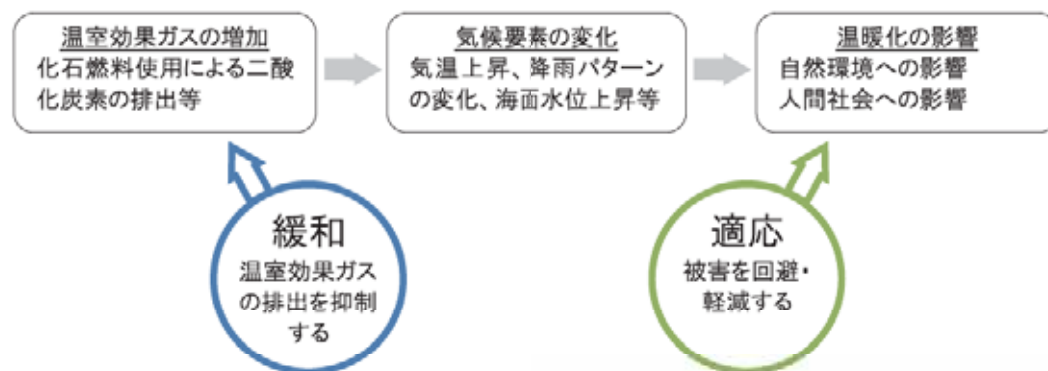 温室効果ガスの増加
化石燃料使用による二酸
化炭素の排出等
気候要素の変化
気温上昇、降雨パターン
の変化、海面水位上昇等
温暖化の影響
自然環境への影響
人間社会への影響
緩和
温室効果ガス
の排出を抑制
する
適応
被害を回避・
軽減する